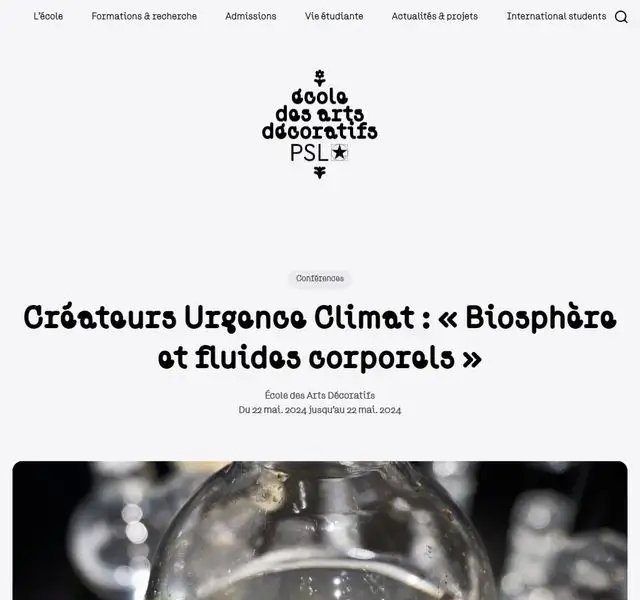 L'école Formations & recherche Admissions Vie étudiante Actualités & projets International students
école
des arts
décoratifs
PSL
Conférences
Créateurs Urgence Climat : « Biosphère
et fluides corporels »
École des Arts Décoratifs
Du 22 mai. 2024 jusqu'au 22 mai. 2024